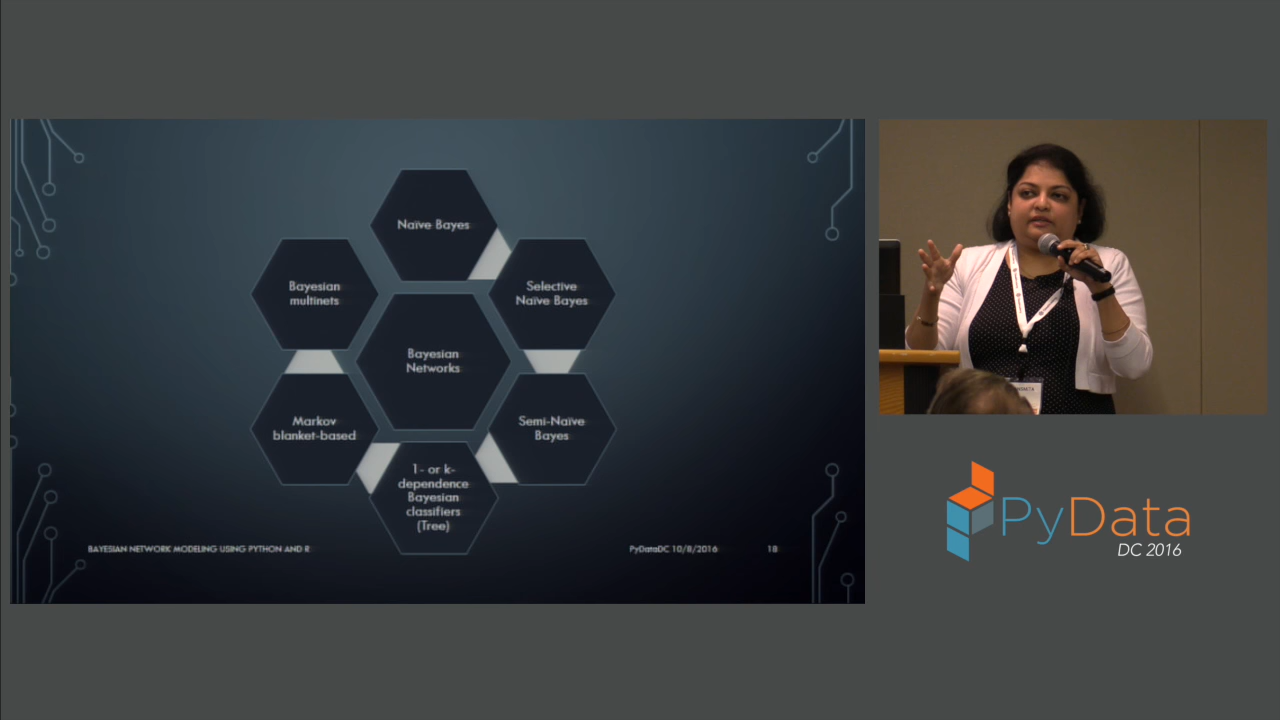 Naïve Bayes
Bayesian
multinets
Selective
Naïve Bayes
Bayesian
Networks
Markov
blanket-based
Semi-Naïve
Bayes
1- or k-
dependence
Bayesian
classifiers
(Tree)
BAYESIAN NETWORK MODELING USING PYTHON AND R
PyDataDC 10/8/2016
18
PyData
DC 2016